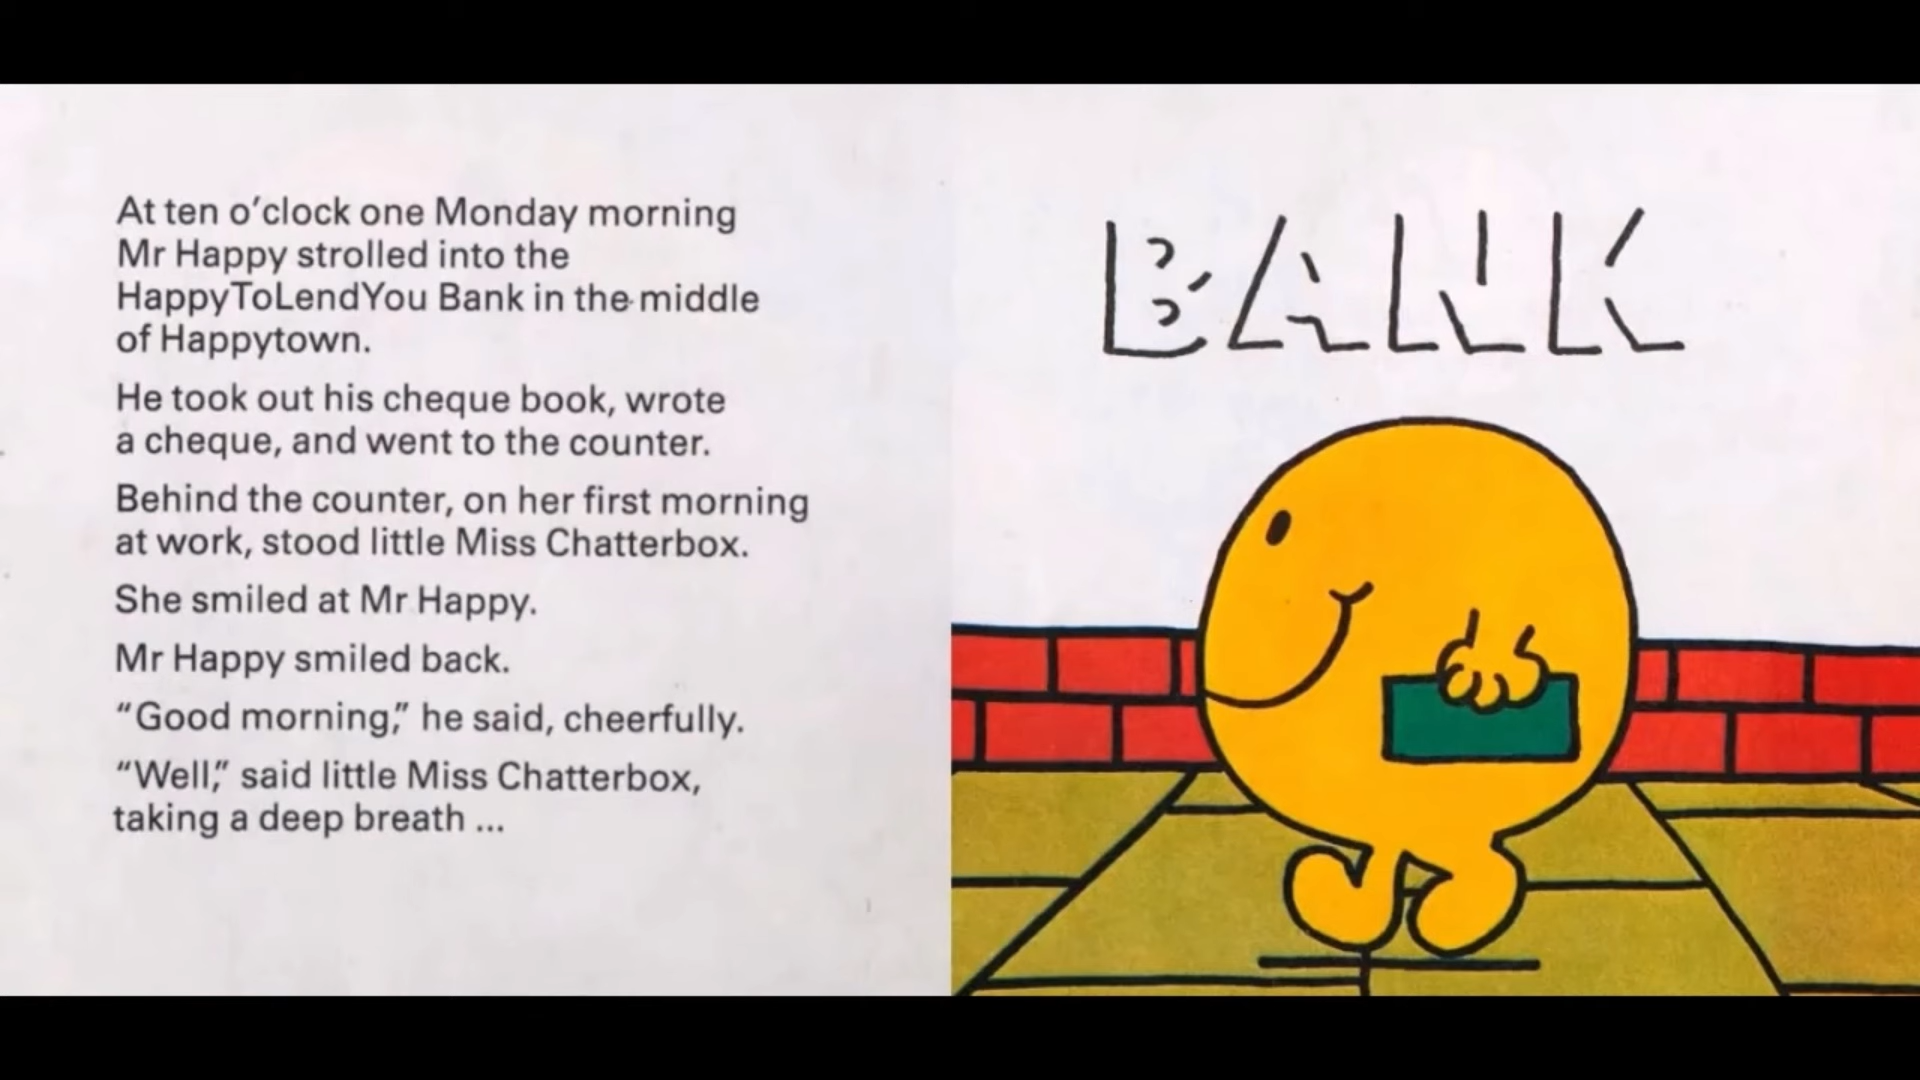 At ten o’clock one Monday morning
Mr Happy strolled into the
HappyToLendYou Bank in the middle
of Happytown.
He took out his cheque book, wrote
a cheque, and went to the counter.
Behind the counter, on her first morning
at work, stood little Miss Chatterbox.
She smiled at Mr Happy.
Mr Happy smiled back.
“Good morning,” he said, cheerfully.
“Well,” said little Miss Chatterbox,
taking a deep breath ...
BANK